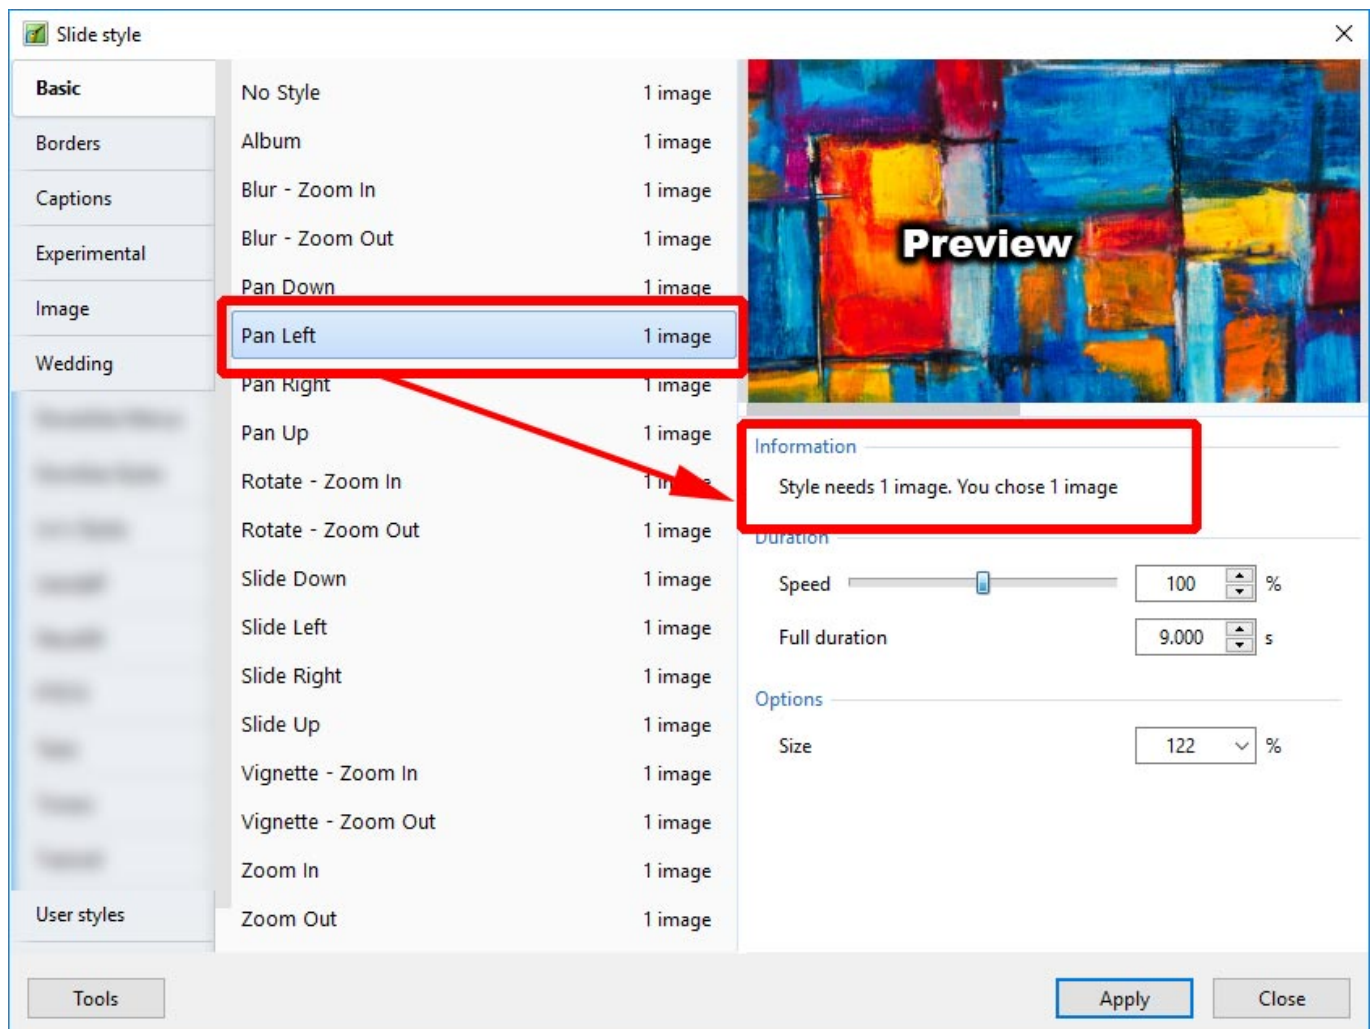 Slide style
Basic
Borders
Captions
Experimental
Image
Wedding
User styles
No Style 1 image
Album 1 image
Blur - Zoom In 1 image
Blur - Zoom Out 1 image
Pan Down 1 image
Pan Left 1 image
Pan Right 1 image
Pan Up 1 image
Rotate - Zoom In 1 image
Rotate - Zoom Out 1 image
Slide Down 1 image
Slide Left 1 image
Slide Right 1 image
Slide Up 1 image
Vignette - Zoom In 1 image
Vignette - Zoom Out 1 image
Zoom In 1 image
Zoom Out 1 image
Preview
Information
Style needs 1 image. You chose 1 image
Duration
Speed 100 %
Full duration 9.000 s
Options
Size 122 %
Tools
Apply
Close